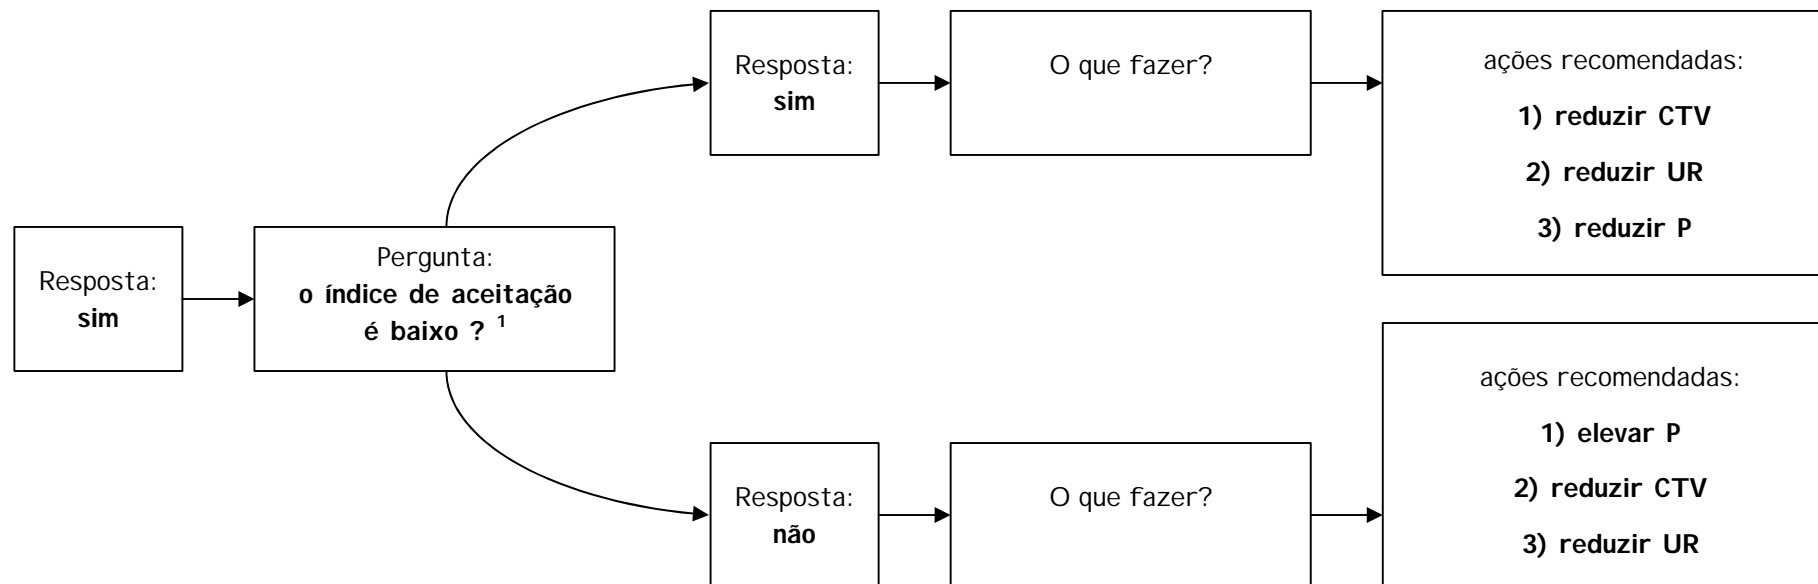 Resposta:
sim
Pergunta:
o índice de aceitação
é baixo ? ¹
Resposta:
sim
O que fazer?
ações recomendadas:
1) reduzir CTV
2) reduzir UR
3) reduzir P
Resposta:
não
O que fazer?
ações recomendadas:
1) elevar P
2) reduzir CTV
3) reduzir UR